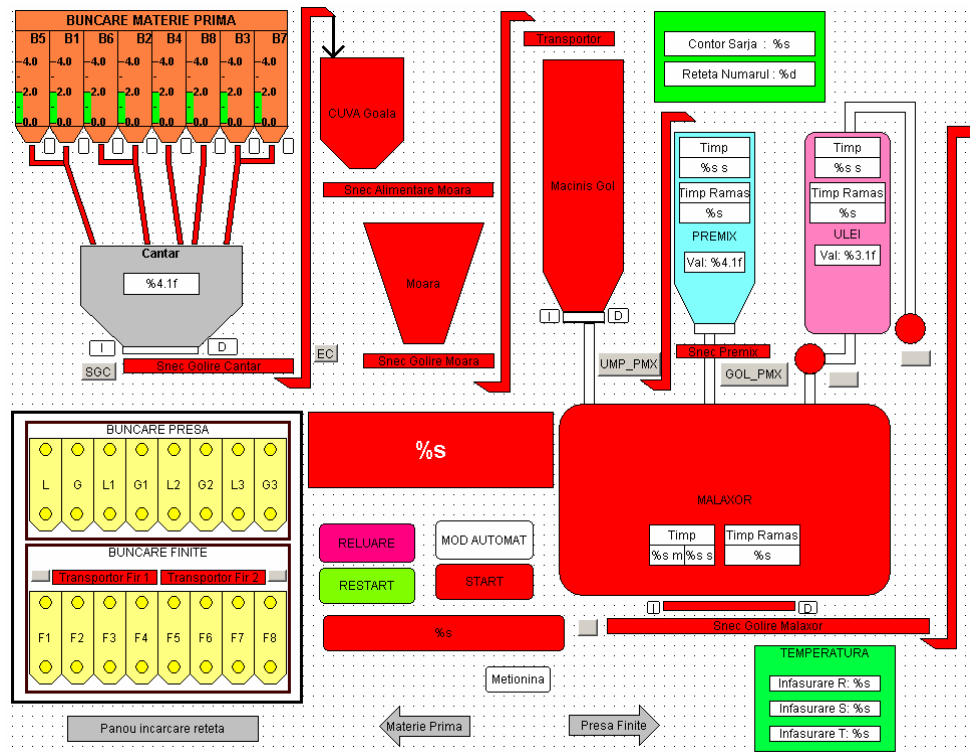 BUNCARE MATERIE PRIMA
B5 B1 B6 B2 B4 B8 B3 B7
4.0 4.0 4.0 4.0 4.0 4.0 4.0 4.0
2.0 2.0 2.0 2.0 2.0 2.0 2.0 2.0
0.0 0.0 0.0 0.0 0.0 0.0 0.0 0.0
Cantar
%4.1f
I D
SGC
Snec Golire Cantar
EC
CUVA Goala
Snec Alimentare Moara
Moara
Snec Golire Moara
Transportor
Macinis Gol
I D
Contor Sarja : %s
Reteta Numarul : %d
Timp
%s s
Timp Ramas
%s
PREMIX
Val: %4.1f
Snec Premix
UMP_PMX
GOL_PMX
Timp
%s s
Timp Ramas
%s
ULEI
Val: %3.1f
BUNCARE PRESA
L G L1 G1 L2 G2 L3 G3
BUNCARE FINITE
Transportor Fir 1 Transportor Fir 2
F1 F2 F3 F4 F5 F6 F7 F8
%s
RELUARE
MOD AUTOMAT
RESTART
START
%s
Metionina
MALAXOR
Timp
%s m %s s
Timp Ramas
%s
I D
Snec Golire Malaxor
TEMPERATURA
Infasurare R: %s
Infasurare S: %s
Infasurare T: %s
Panou incarcare reteta
Materie Prima
Presa Finite